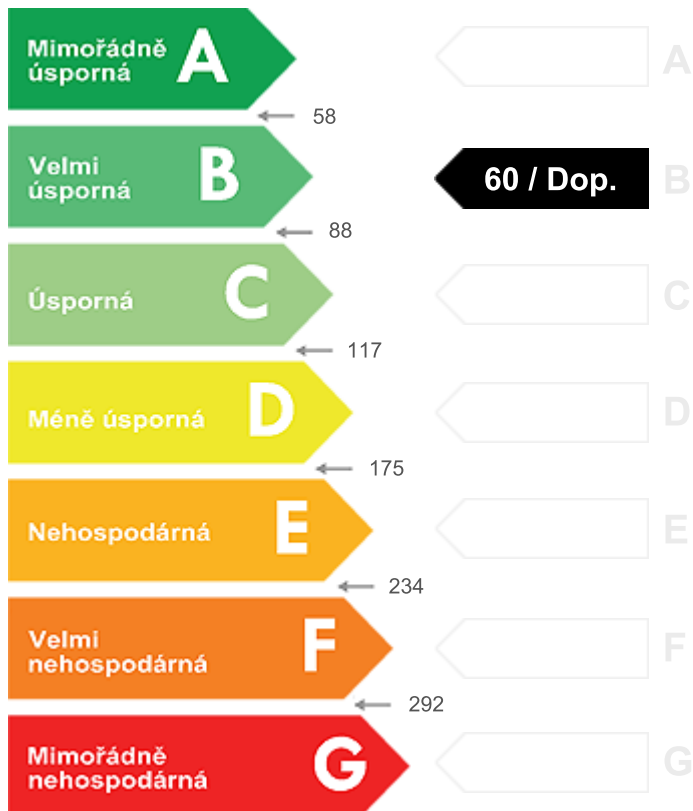 Mimořádně
úsporná
A
A
58
Velmi
úsporná
B
60 / Dop.
B
88
Úsporná
C
C
117
Méně úsporná
D
D
175
Nehospodárná
E
E
234
Velmi
nehospodárná
F
F
292
Mimořádně
nehospodárná
G
G